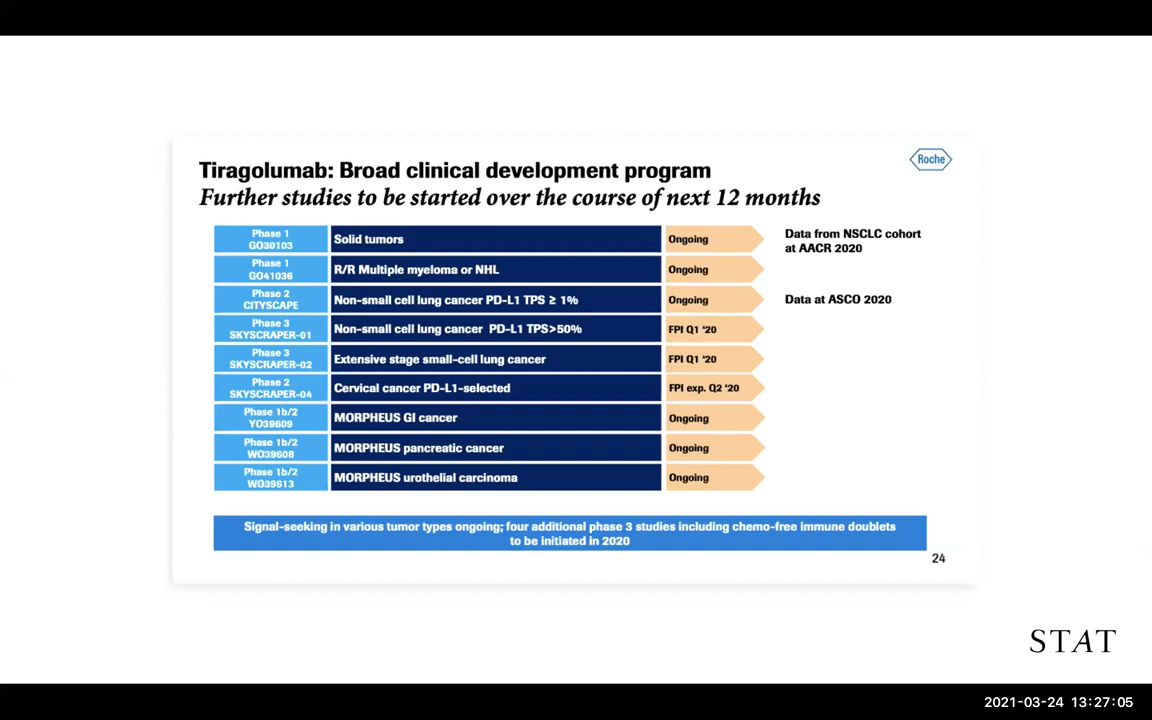 Roche
Tiragolumab: Broad clinical development program
Further studies to be started over the course of next 12 months
Phase 1
GO30103
Solid tumors
Ongoing
Data from NSCLC cohort
at AACR 2020
Phase 1
GO41036
R/R Multiple myeloma or NHL
Ongoing
Phase 2
CITYSCAPE
Non-small cell lung cancer PD-L1 TPS ≥ 1%
Ongoing
Data at ASCO 2020
Phase 3
SKYSCRAPER-01
Non-small cell lung cancer PD-L1 TPS>50%
FPI Q1 ‘20
Phase 3
SKYSCRAPER-02
Extensive stage small-cell lung cancer
FPI Q1 ‘20
Phase 2
SKYSCRAPER-04
Cervical cancer PD-L1-selected
FPI exp. Q2 ‘20
Phase 1b/2
YO39609
MORPHEUS GI cancer
Ongoing
Phase 1b/2
WO39608
MORPHEUS pancreatic cancer
Ongoing
Phase 1b/2
WO39613
MORPHEUS urothelial carcinoma
Ongoing
Signal-seeking in various tumor types ongoing; four additional phase 3 studies including chemo-free immune doublets
to be initiated in 2020
24
STAT
2021-03-24 13:27:05